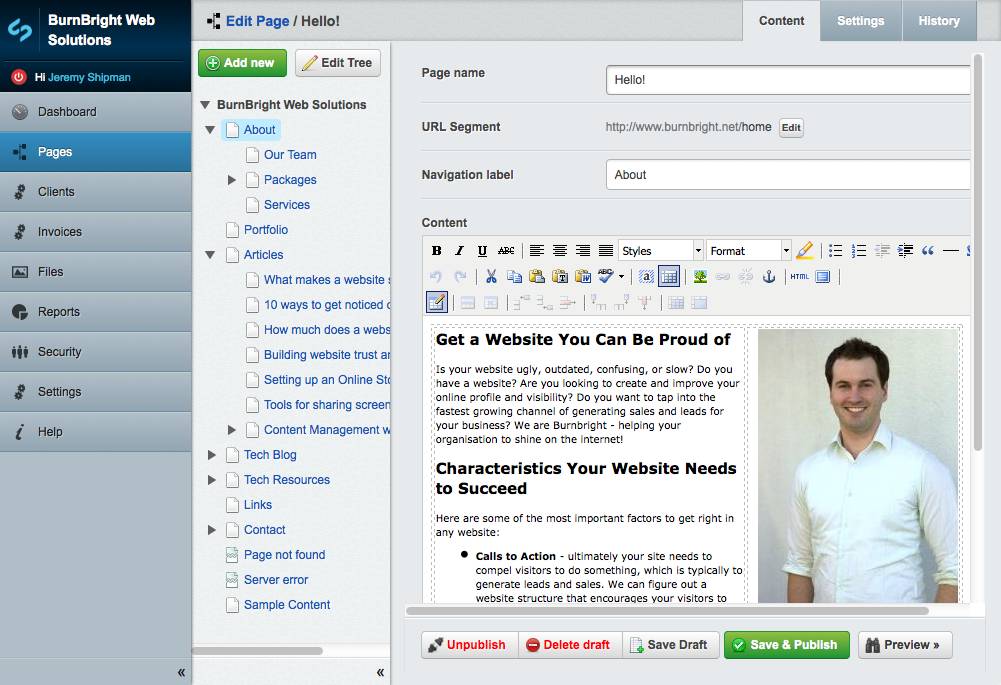 BurnBright Web
Solutions
Hi Jeremy Shipman
Dashboard
Pages
Clients
Invoices
Files
Reports
Security
Settings
Help
«
Edit Page / Hello!
Content
Settings
History
Add new
Edit Tree
BurnBright Web Solutions
About
Our Team
Packages
Services
Portfolio
Articles
What makes a website
10 ways to get noticed
How much does a webs
Building website trust
Setting up an Online Sto
Tools for sharing screen
Content Management w
Tech Blog
Tech Resources
Links
Contact
Page not found
Server error
Sample Content
«
Page name
Hello!
URL Segment
http://www.burnbright.net/home Edit
Navigation label
About
Content
B I U ABC Styles Format
HTML
Get a Website You Can Be Proud of
Is your website ugly, outdated, confusing, or slow? Do you
have a website? Are you looking to create and improve your
online profile and visibility? Do you want to tap into the
fastest growing channel of generating sales and leads for
your business? We are Burnbright - helping your
organisation to shine on the internet!
Characteristics Your Website Needs
to Succeed
Here are some of the most important factors to get right in
any website:
Calls to Action - ultimately your site needs to
compel visitors to do something, which is typically to
generate leads and sales. We can figure out a
website structure that encourages your visitors to
Unpublish
Delete draft
Save Draft
Save & Publish
Preview »